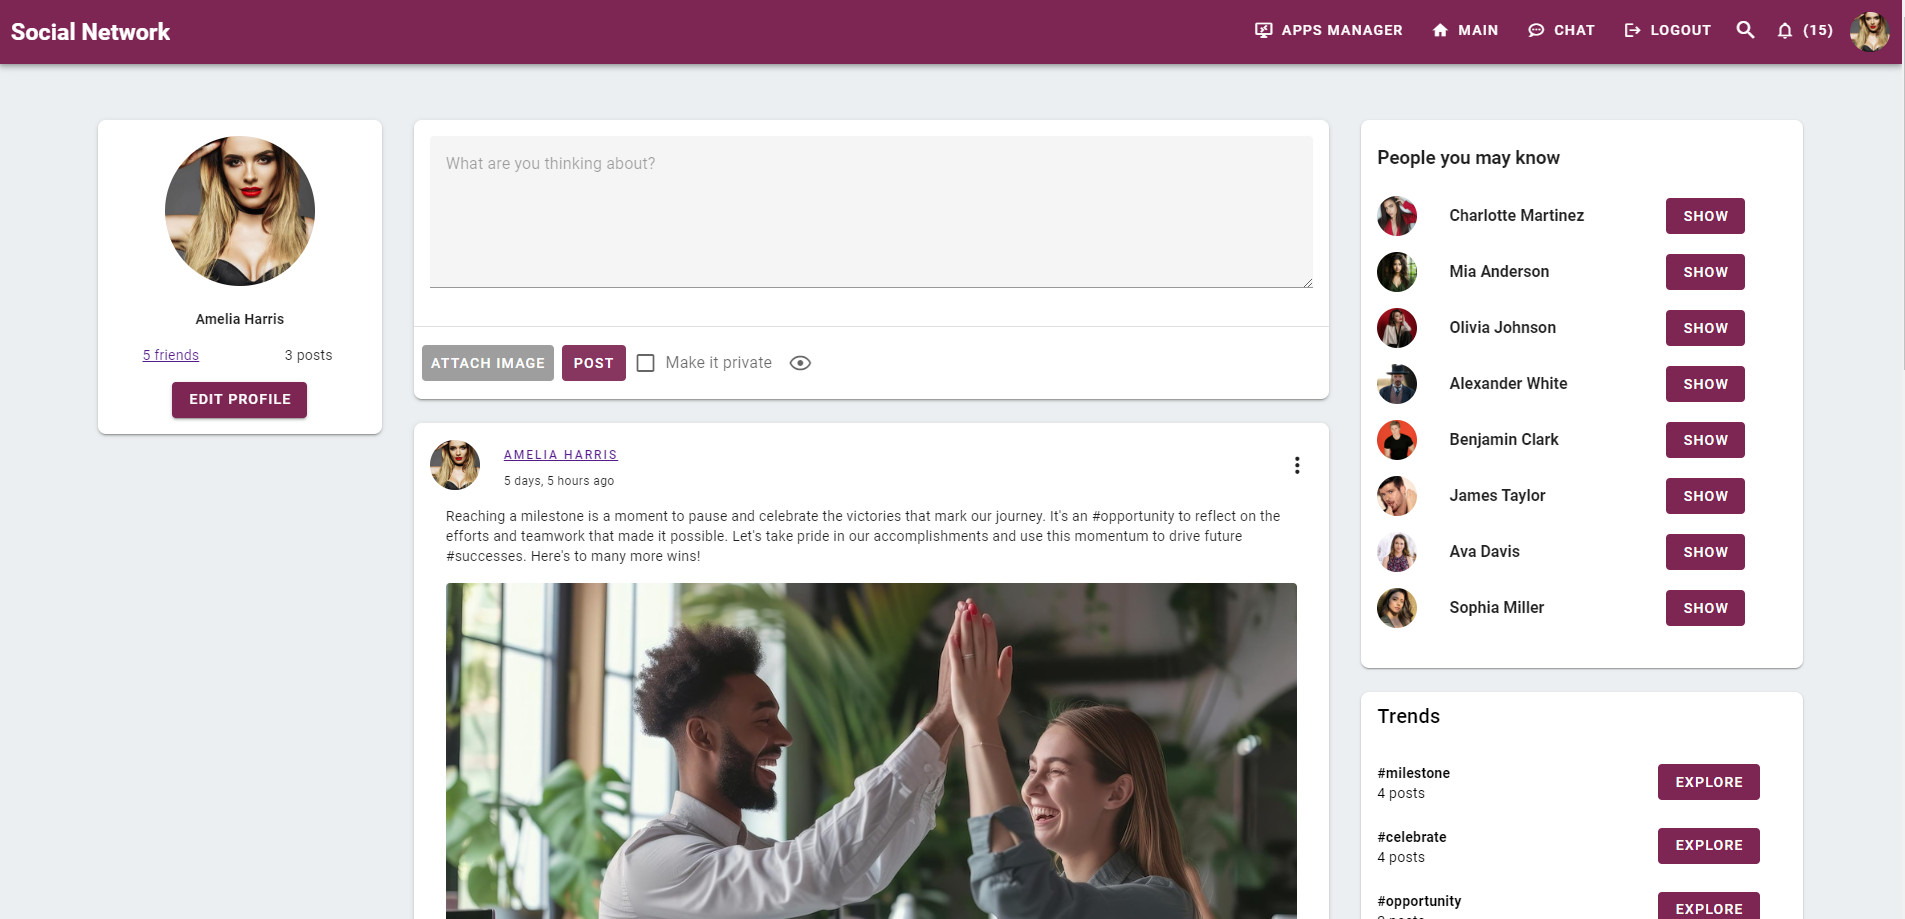 Social Network
APPS MANAGER
MAIN
CHAT
LOGOUT
(15)
Amelia Harris
5 friends
3 posts
EDIT PROFILE
What are you thinking about?
ATTACH IMAGE
POST
Make it private
AMELIA HARRIS
5 days, 5 hours ago
Reaching a milestone is a moment to pause and celebrate the victories that mark our journey. It's an #opportunity to reflect on the
efforts and teamwork that made it possible. Let's take pride in our accomplishments and use this momentum to drive future
#successes. Here's to many more wins!
People you may know
Charlotte Martinez
SHOW
Mia Anderson
SHOW
Olivia Johnson
SHOW
Alexander White
SHOW
Benjamin Clark
SHOW
James Taylor
SHOW
Ava Davis
SHOW
Sophia Miller
SHOW
Trends
#milestone
4 posts
EXPLORE
#celebrate
4 posts
EXPLORE
#opportunity
EXPLORE